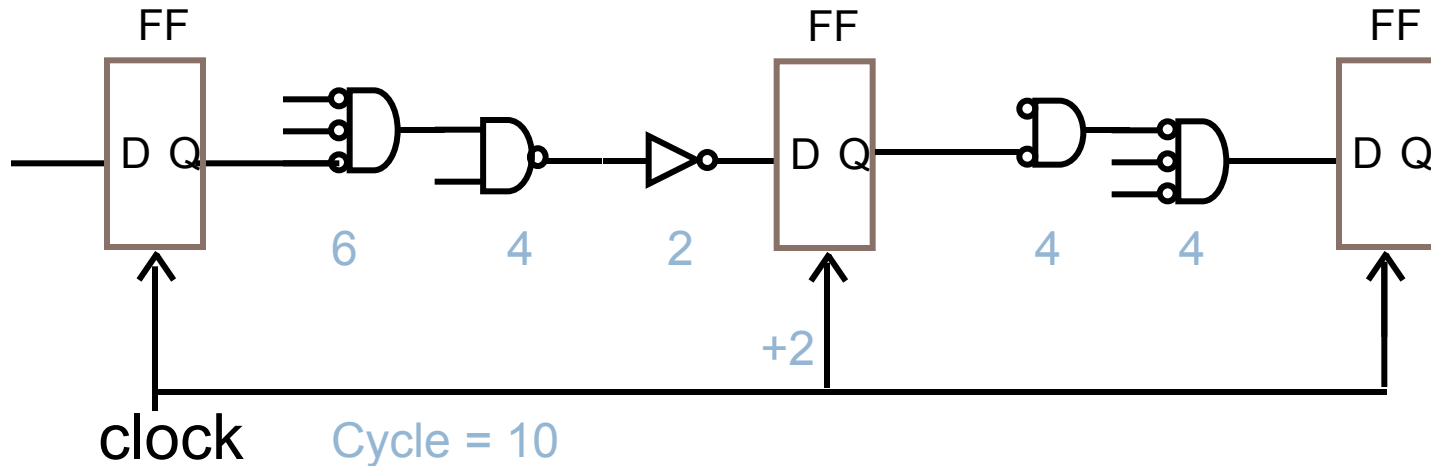 FF FF FF
D Q D Q D Q
6 4 2 4 4
+2
clock Cycle = 10